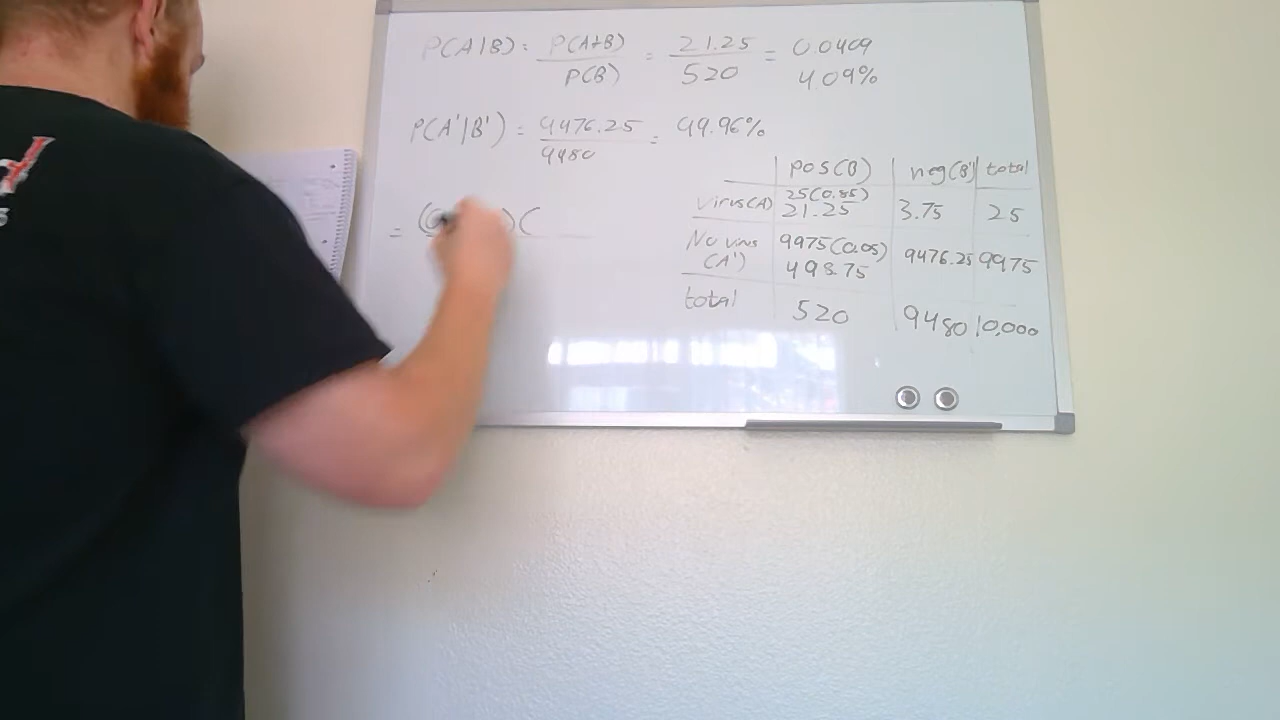 P(A|B) = P(A+B) / P(B) = 21.25 / 520 = 0.0409
4.09%
P(A'|B') = 9476.25 / 9480 = 99.96%
pos(B) neg(B') total
Virus(A) 25(0.85) 21.25 3.75 25
No virus (A') 9975(0.05) 498.75 9476.25 9975
total 520 9480 10,000
= ( )(